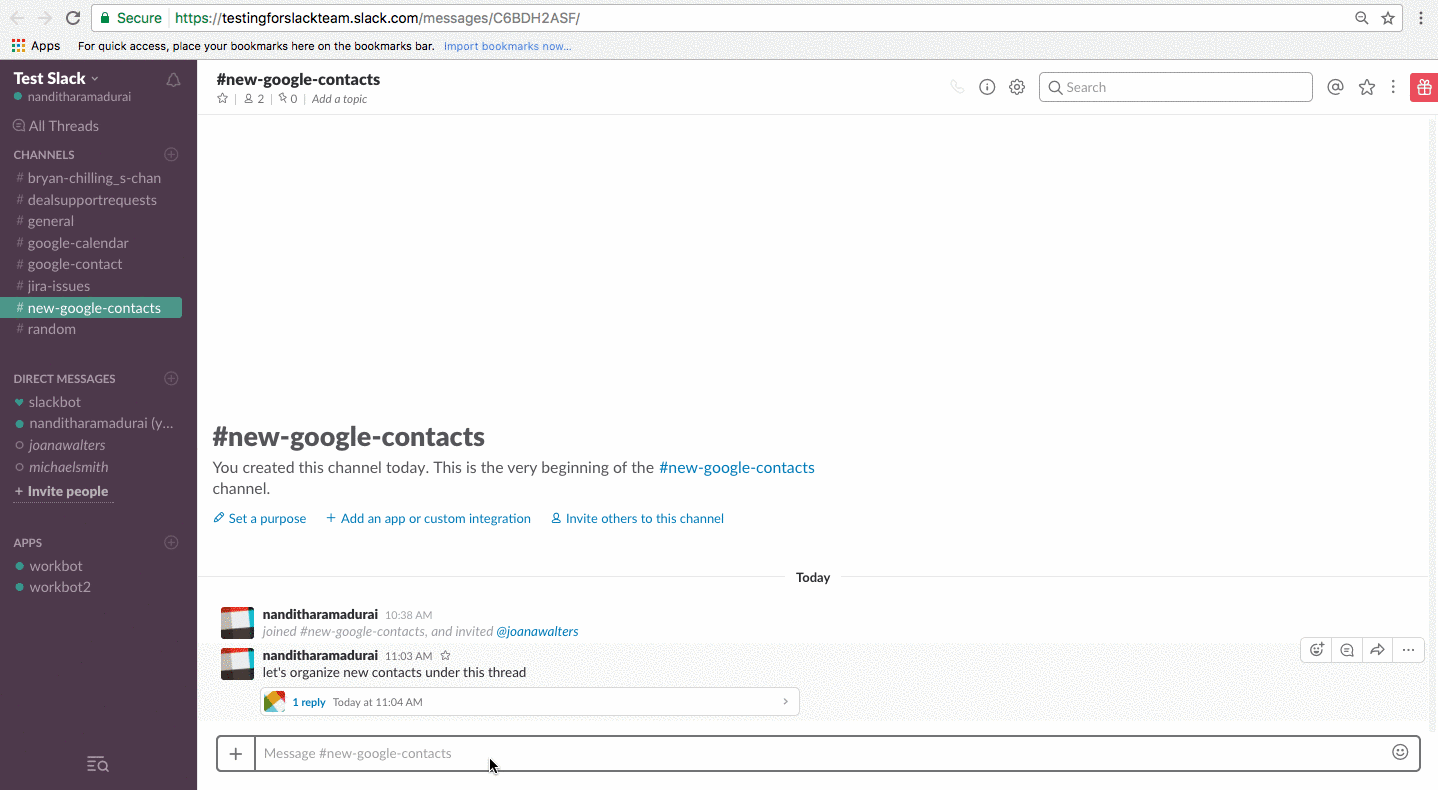 Secure https://testingforslackteam.slack.com/messages/C6BDH2ASF/
Apps For quick access, place your bookmarks here on the bookmarks bar. Import bookmarks now...
Test Slack
nanditharamadurai
All Threads
CHANNELS
# bryan-chilling_s-chan
# dealsupportrequests
# general
# google-calendar
# google-contact
# jira-issues
# new-google-contacts
# random
DIRECT MESSAGES
slackbot
nanditharamadurai (y...
joanawalters
michaelsmith
+ Invite people
APPS
workbot
workbot2
#new-google-contacts
2 0 Add a topic
Search
#new-google-contacts
You created this channel today. This is the very beginning of the #new-google-contacts
channel.
Set a purpose + Add an app or custom integration Invite others to this channel
Today
nanditharamadurai 10:38 AM
joined #new-google-contacts, and invited @joanawalters
nanditharamadurai 11:03 AM
let's organize new contacts under this thread
1 reply Today at 11:04 AM
Message #new-google-contacts